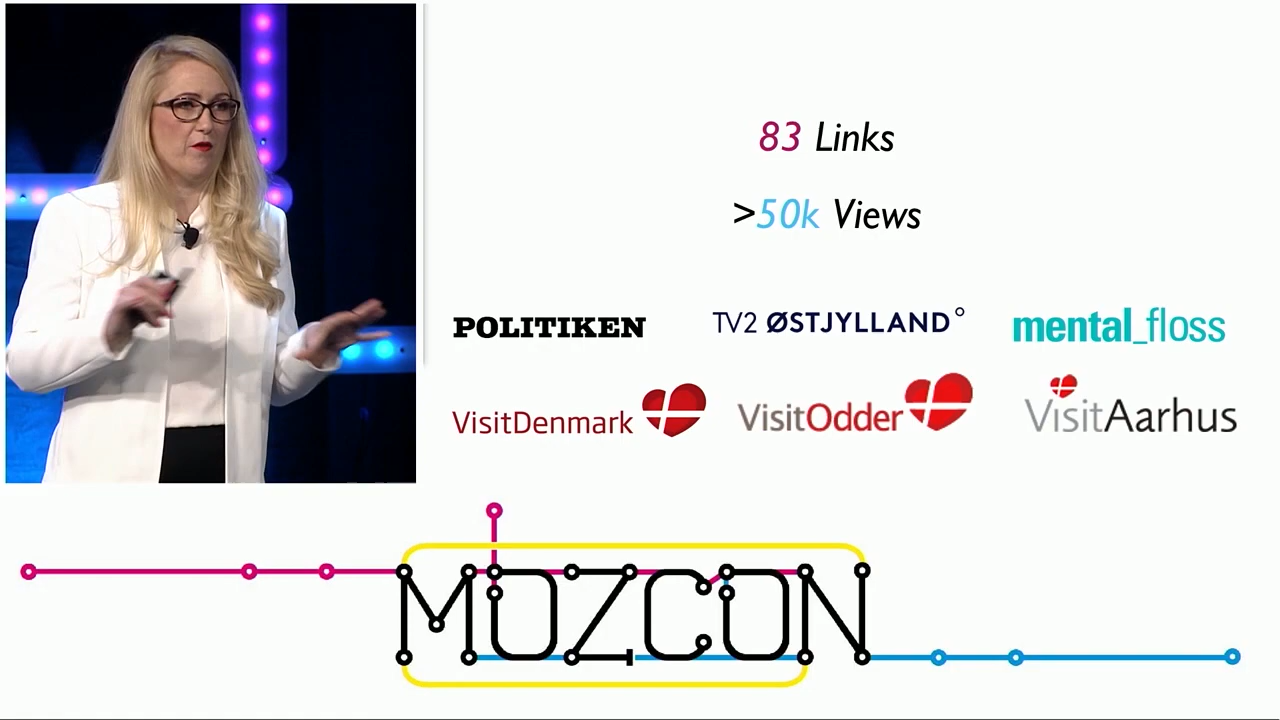 83 Links
>50k Views
POLITIKEN
TV2 ØSTJYLLAND°
mental_floss
VisitDenmark
VisitOdder
VisitAarhus
MOZCON